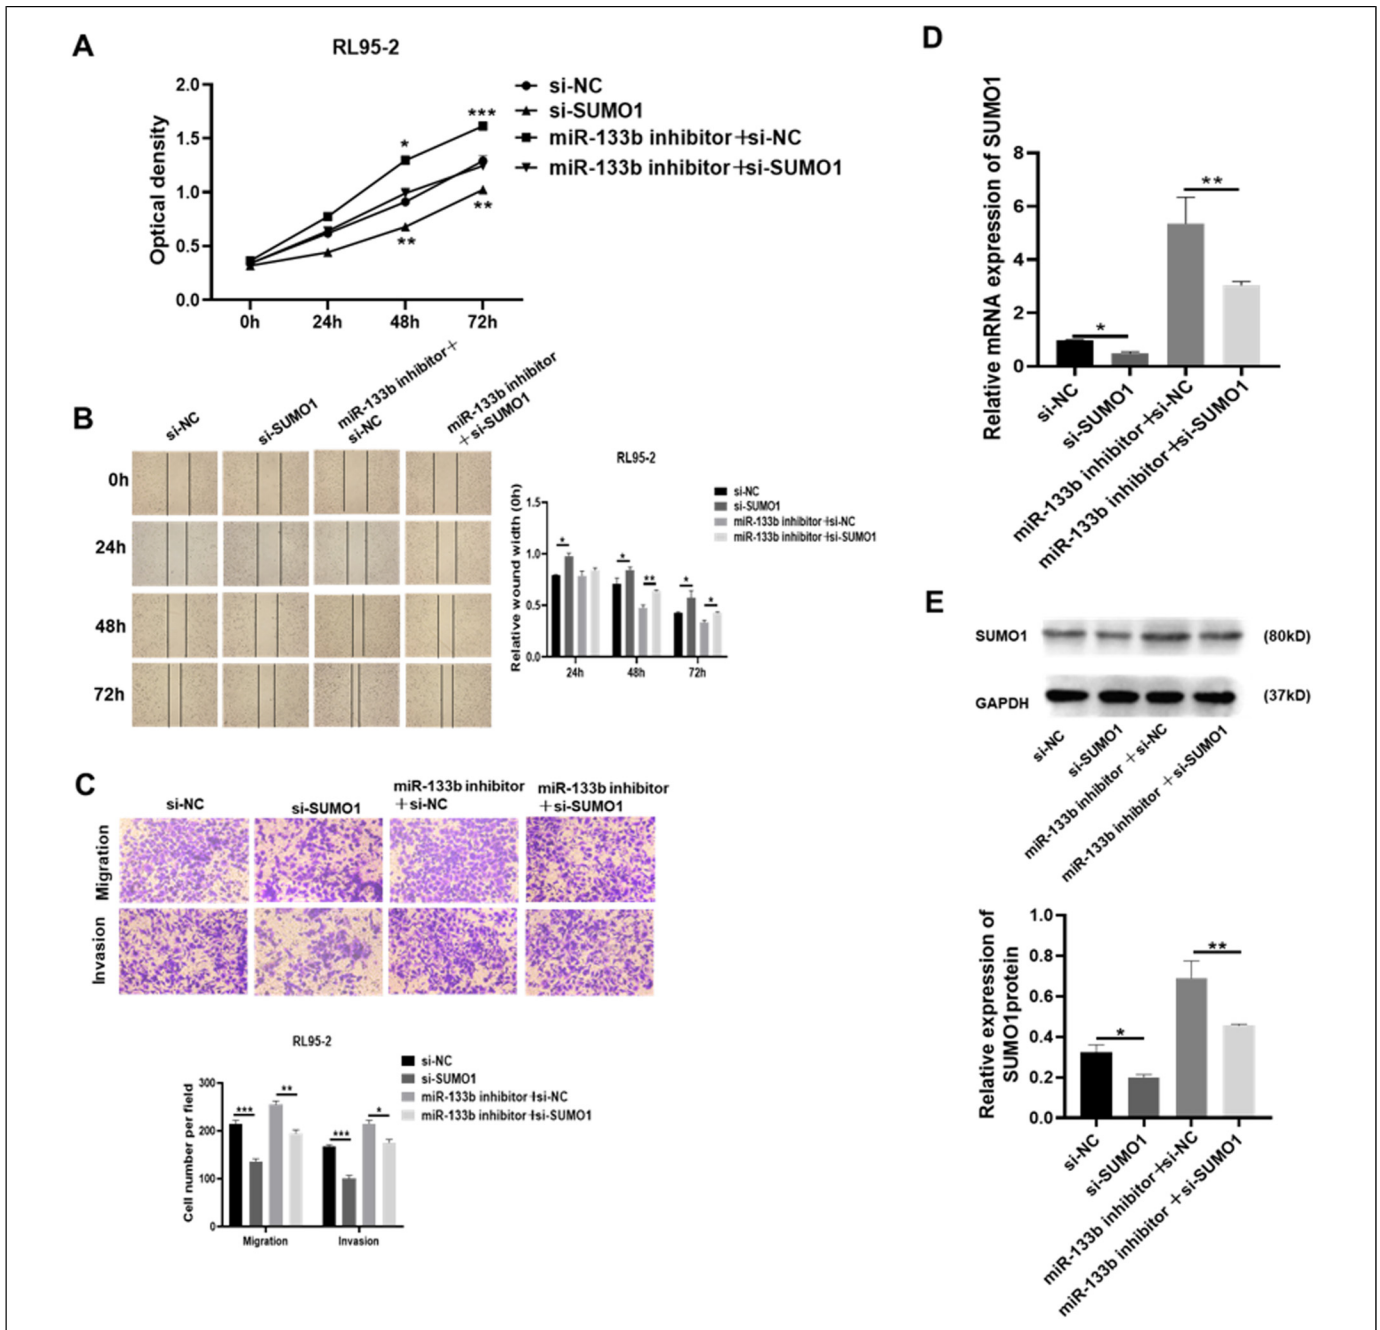 A
RL95-2
2.0
1.5
1.0
0.5
0.0
Optical density
0h 24h 48h 72h
*
***
**
**
si-NC
si-SUMO1
miR-133b inhibitor+si-NC
miR-133b inhibitor+si-SUMO1
B
si-NC
si-SUMO1
miR-133b inhibitor+
si-NC
miR-133b inhibitor
+si-SUMO1
0h
24h
48h
72h
RL95-2
Relative wound width (0h)
1.5
1.0
0.5
0.0
* * ** * *
24h 48h 72h
si-NC
si-SUMO1
miR-133b inhibitor+si-NC
miR-133b inhibitor+si-SUMO1
C
si-NC
si-SUMO1
miR-133b inhibitor
+si-NC
miR-133b inhibitor
+si-SUMO1
Migration
Invasion
RL95-2
Cell number per field
300
200
100
0
*** ** *** *
Migration Invasion
si-NC
si-SUMO1
miR-133b inhibitor+si-NC
miR-133b inhibitor+si-SUMO1
D
Relative mRNA expression of SUMO1
8
6
4
2
0
* **
si-NC
si-SUMO1
miR-133b inhibitor+si-NC
miR-133b inhibitor+si-SUMO1
E
SUMO1 (80kD)
GAPDH (37kD)
si-NC
si-SUMO1
miR-133b inhibitor+si-NC
miR-133b inhibitor+si-SUMO1
Relative expression of
SUMO1protein
1.0
0.8
0.6
0.4
0.2
0.0
* **
si-NC
si-SUMO1
miR-133b inhibitor+si-NC
miR-133b inhibitor+si-SUMO1